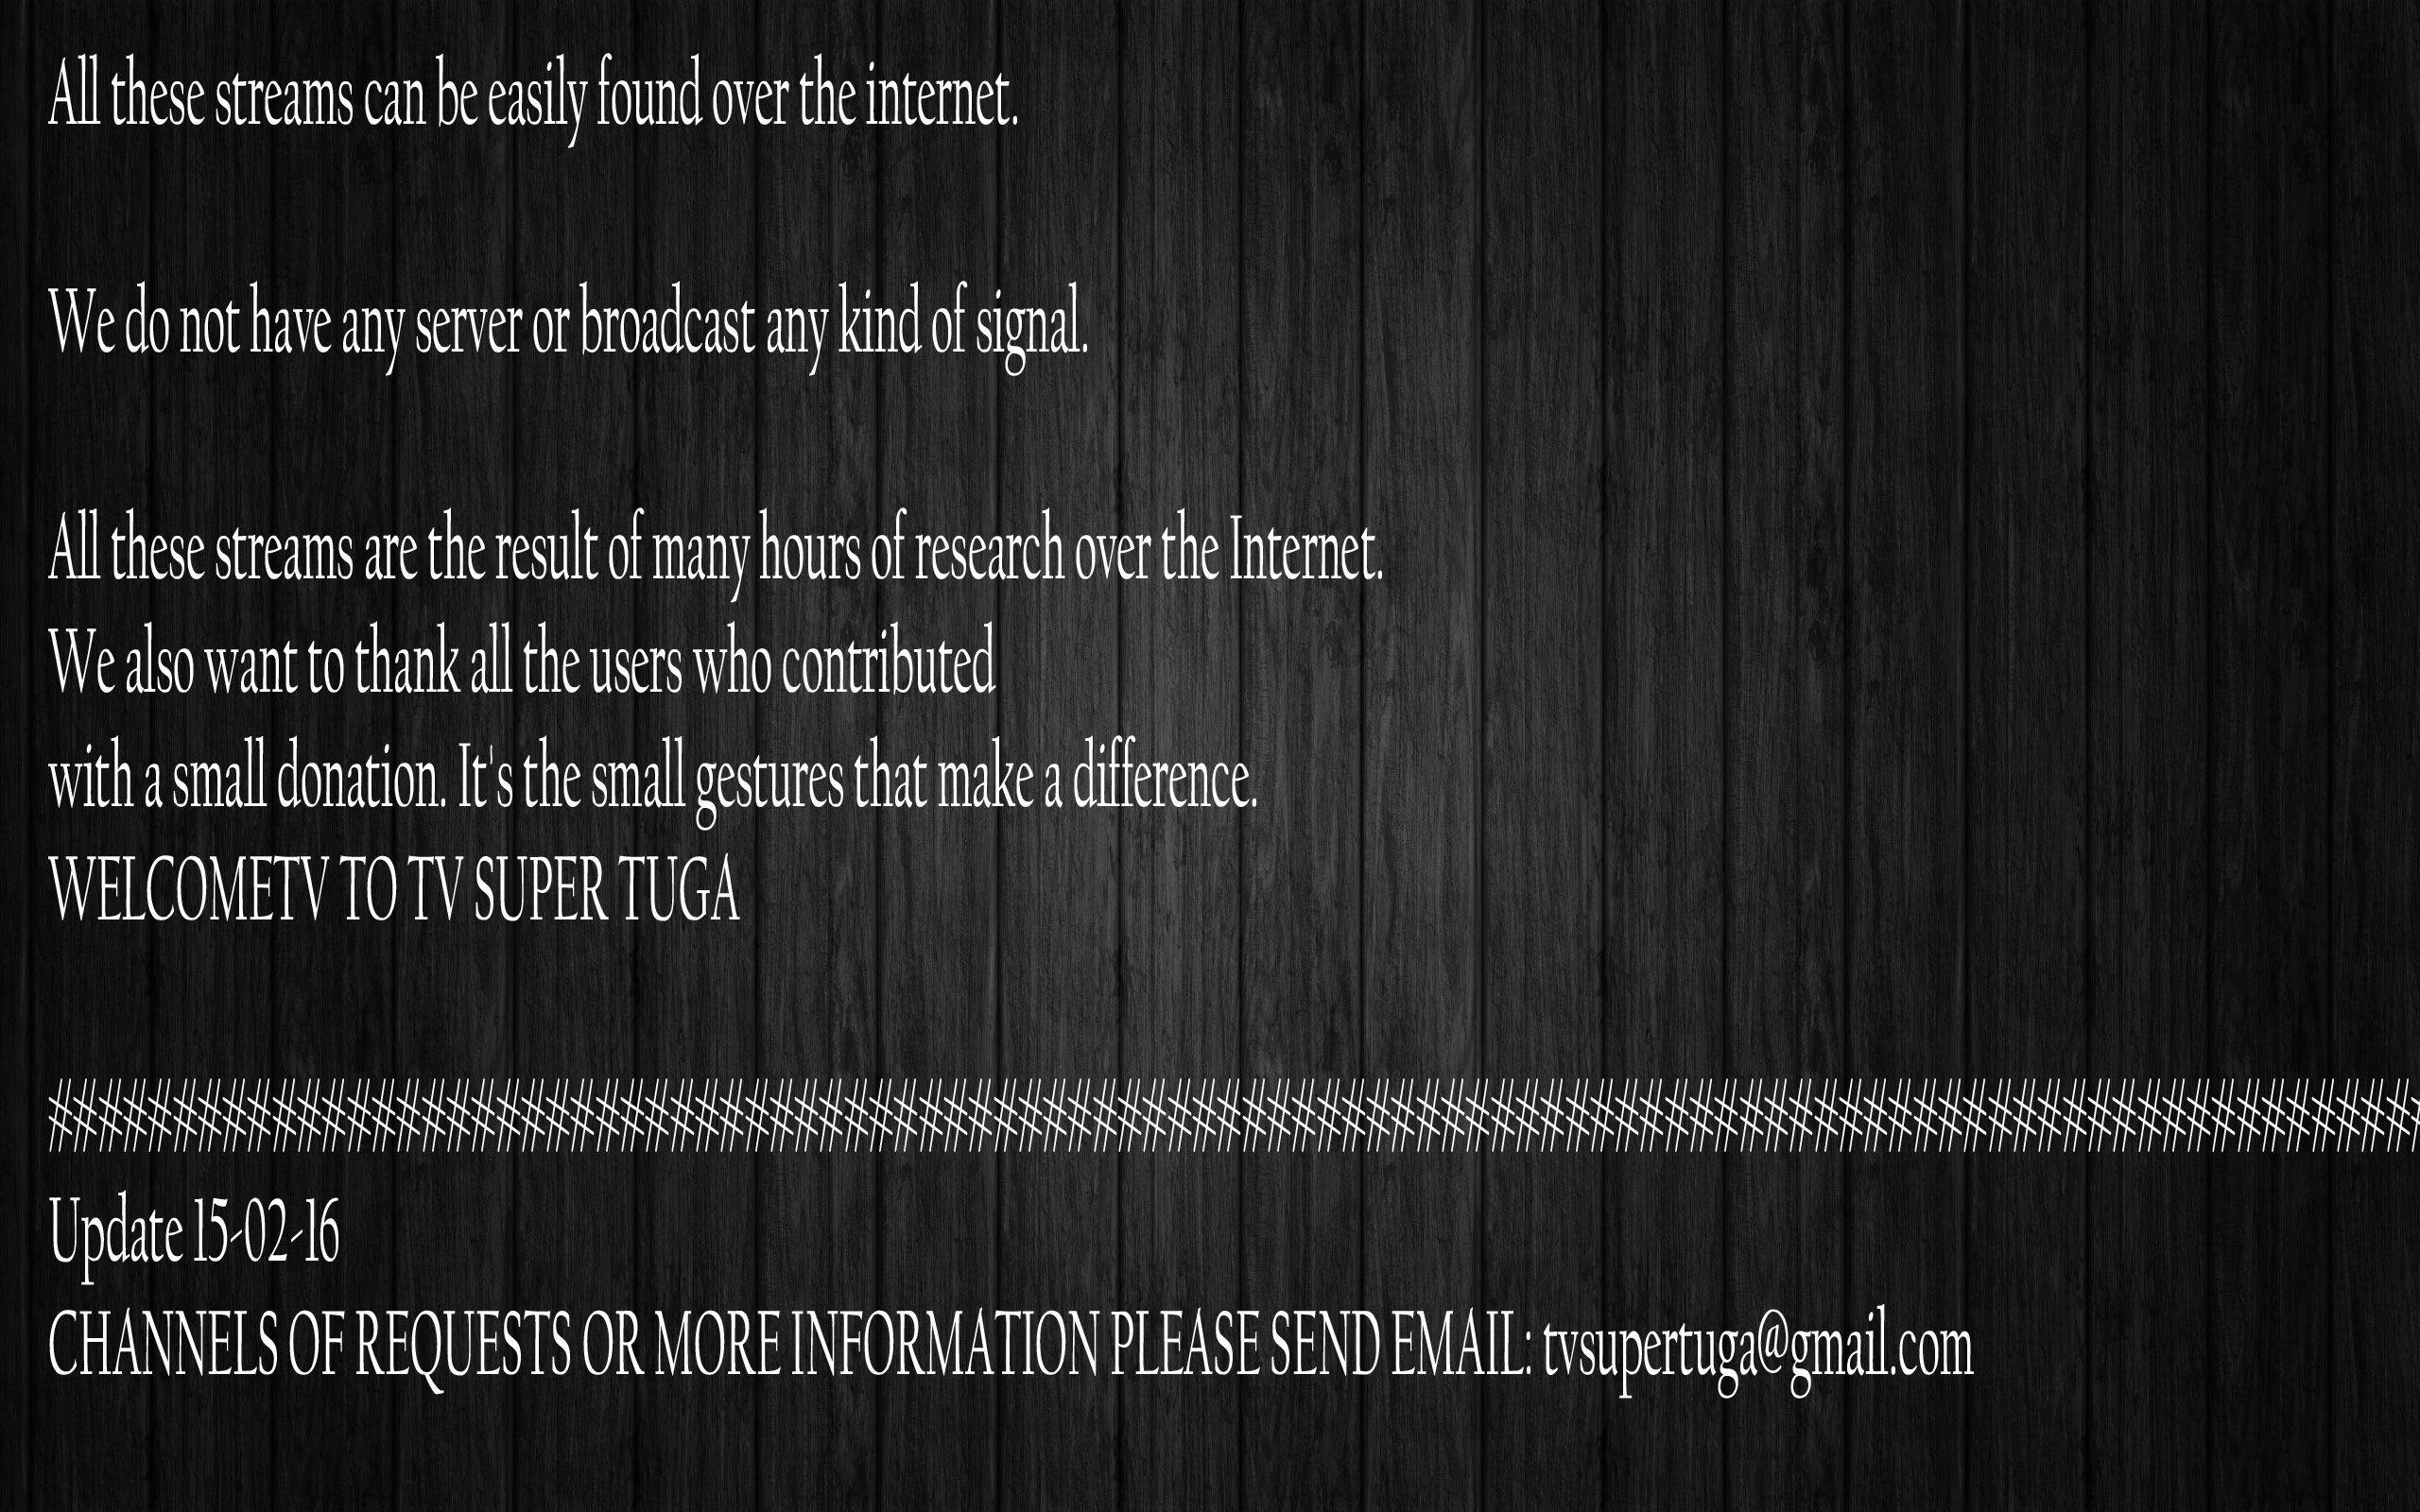 All these streams can be easily found over the internet.
We do not have any server or broadcast any kind of signal.
All these streams are the result of many hours of research over the Internet.
We also want to thank all the users who contributed
with a small donation. It's the small gestures that make a difference.
WELCOMETV TO TV SUPER TUGA
################################################################################################
Update 15-02-16
CHANNELS OF REQUESTS OR MORE INFORMATION PLEASE SEND EMAIL: tvsupertuga@gmail.com